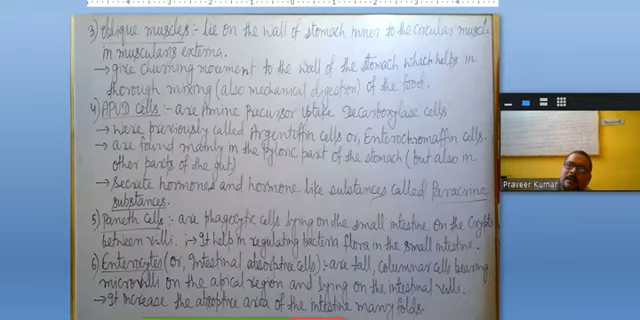 3) Oblique muscles :- lie on the wall of stomach inner to the circular muscle
in muscularis externa.
→ give churning movement to the wall of the stomach which helps in
thorough mixing (also mechanical digestion) of the food.
4) APUD cells :- are Amine Precursor Uptake Decarboxylase cells
→ were previously called Argentaffin cells or, Enterochromaffin cells.
→ are found mainly in the pyloric part of the stomach (but also in
other parts of the gut)
→ Secrete hormones and hormone like substances called Paracrine
substances.
5) Paneth Cells :- are phagocytic cells lying on the small intestine on the Crypts
between villi. → It help in regulating bacteria flora in the small intestine.
6) Enterocytes (or, Intestinal absorptive cells) :- are tall, columnar cells bearing
microvilli on the apical region and lying on the intestinal villi.
→ It increase the absorptive area of the intestine many folds.
Praveer Kumar